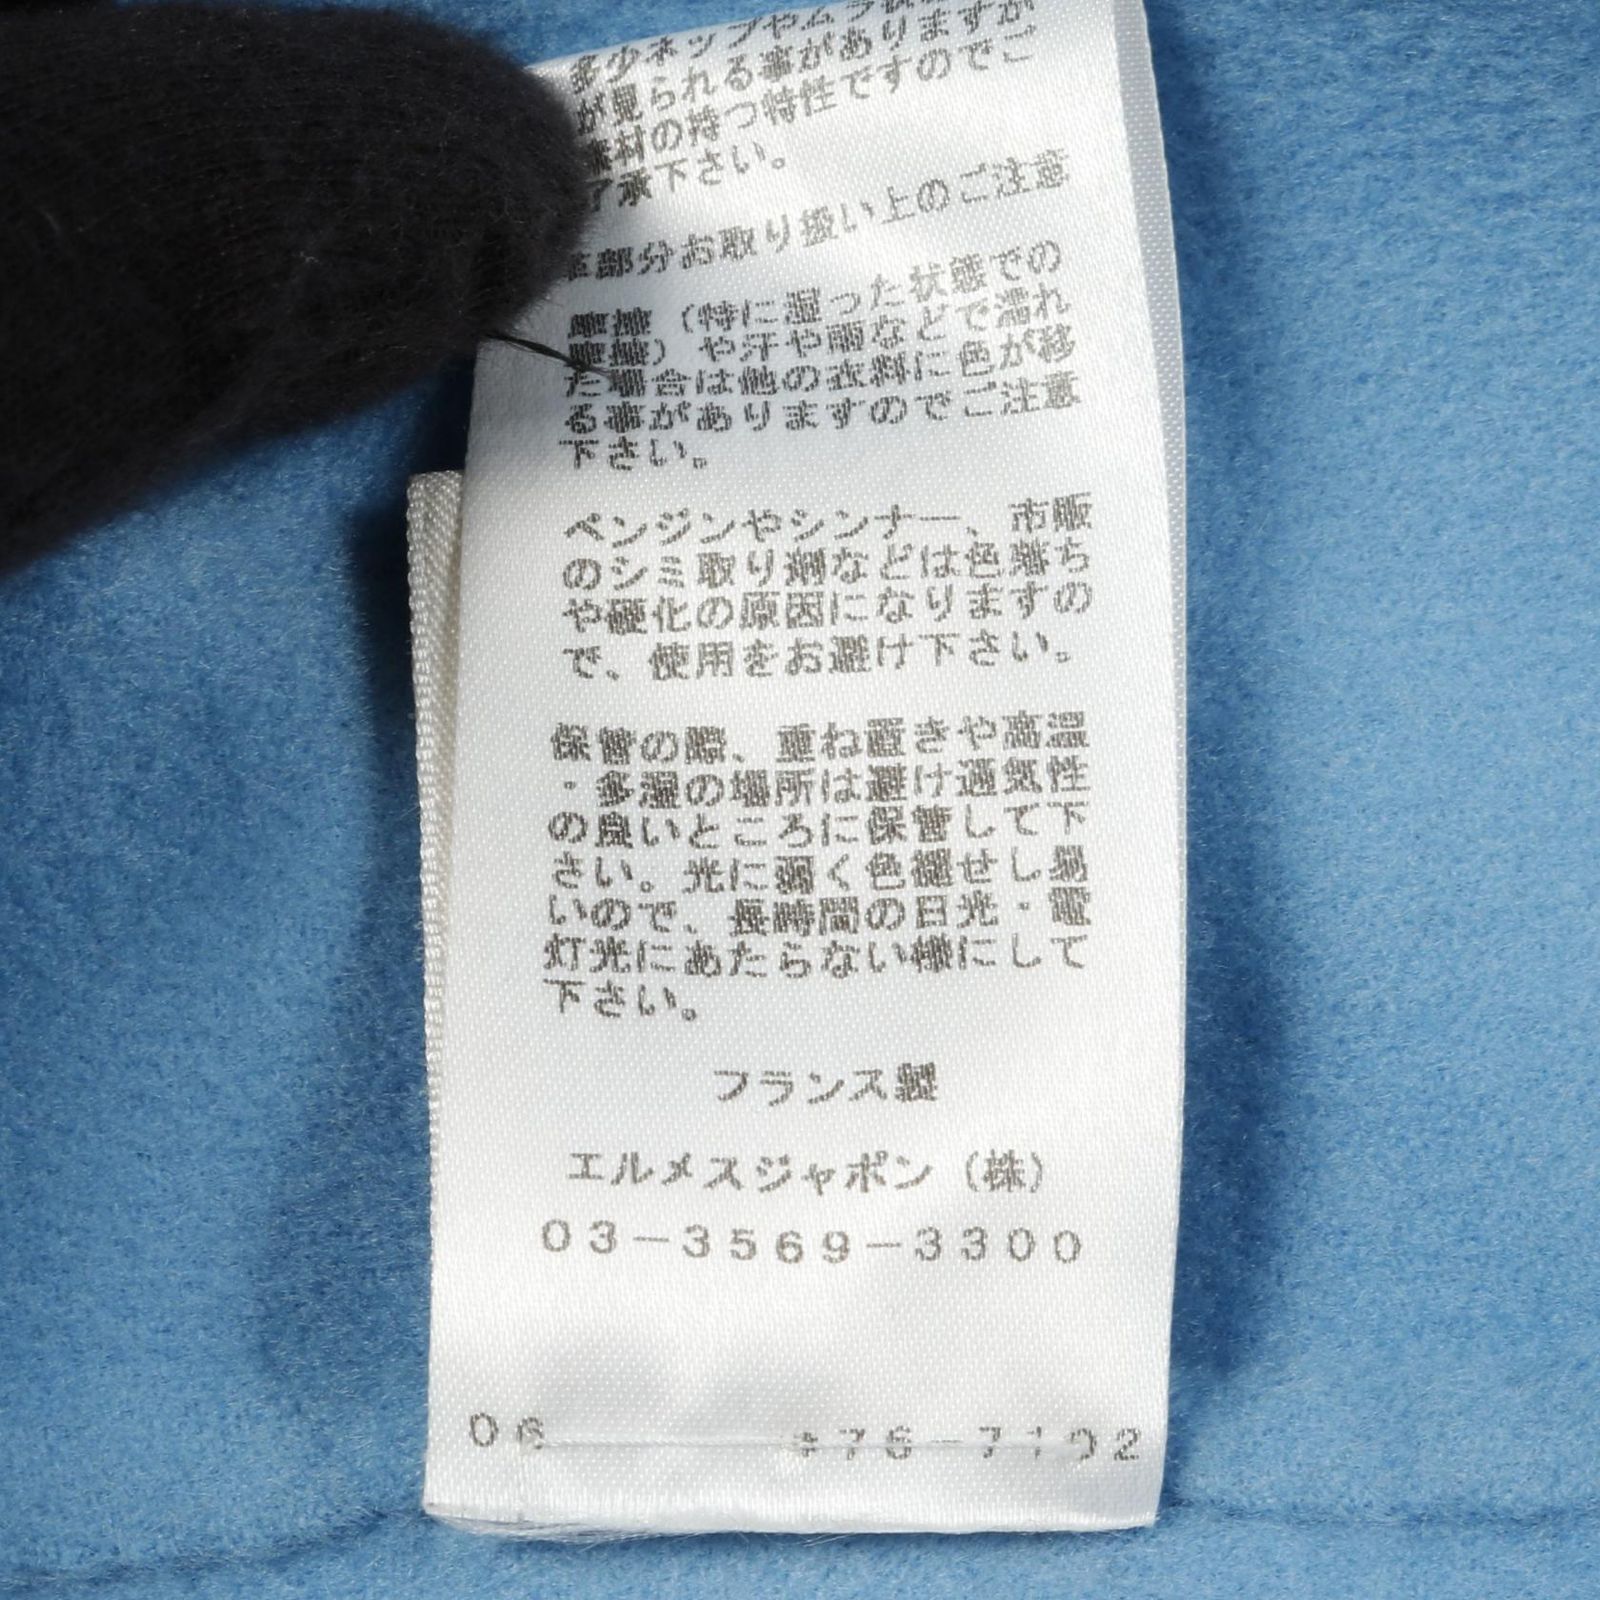 多少ネップやムラ
が見られる事がありますが
素材の持つ特性ですのでご
了承下さい。
革部分お取り扱い上のご注意
摩擦（特に湿った状態での
摩擦）や汗や雨などで濡れ
た場合は他の衣料に色が移
る事がありますのでご注意
下さい。
ベンジンやシンナー、市販
のシミ取り剤などは色落ち
や硬化の原因になりますの
で、使用をお避け下さい。
保管の際、重ね置きや高温
・多湿の場所は避け通気性
の良いところに保管して下
さい。光に弱く色褪せし易
いので、長時間の日光・電
灯光にあたらない様にして
下さい。
フランス製
エルメスジャポン（株）
03-3569-3300
06